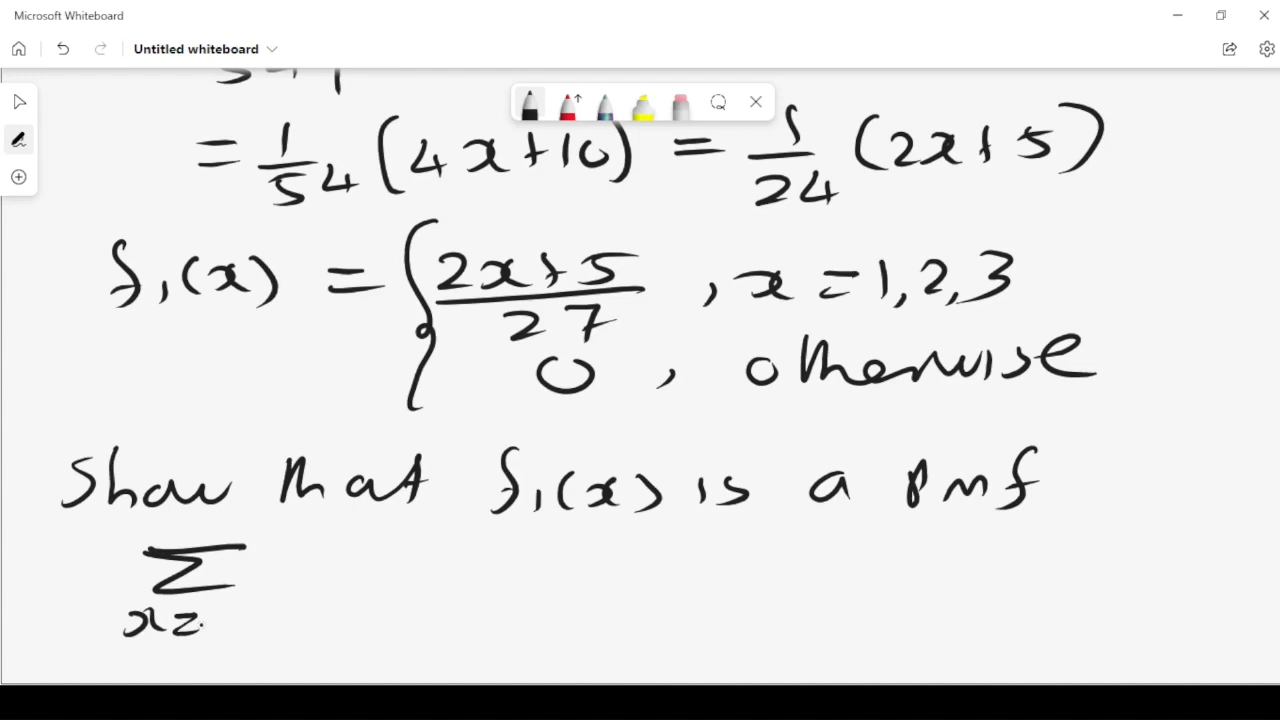 Microsoft Whiteboard
Untitled whiteboard
= 1/54 (4x+10) = 1/24 (2x+5)
f₁(x) = { 2x+5/27 , x = 1,2,3
0 , otherwise
Show that f₁(x) is a pmf
Σ
x=